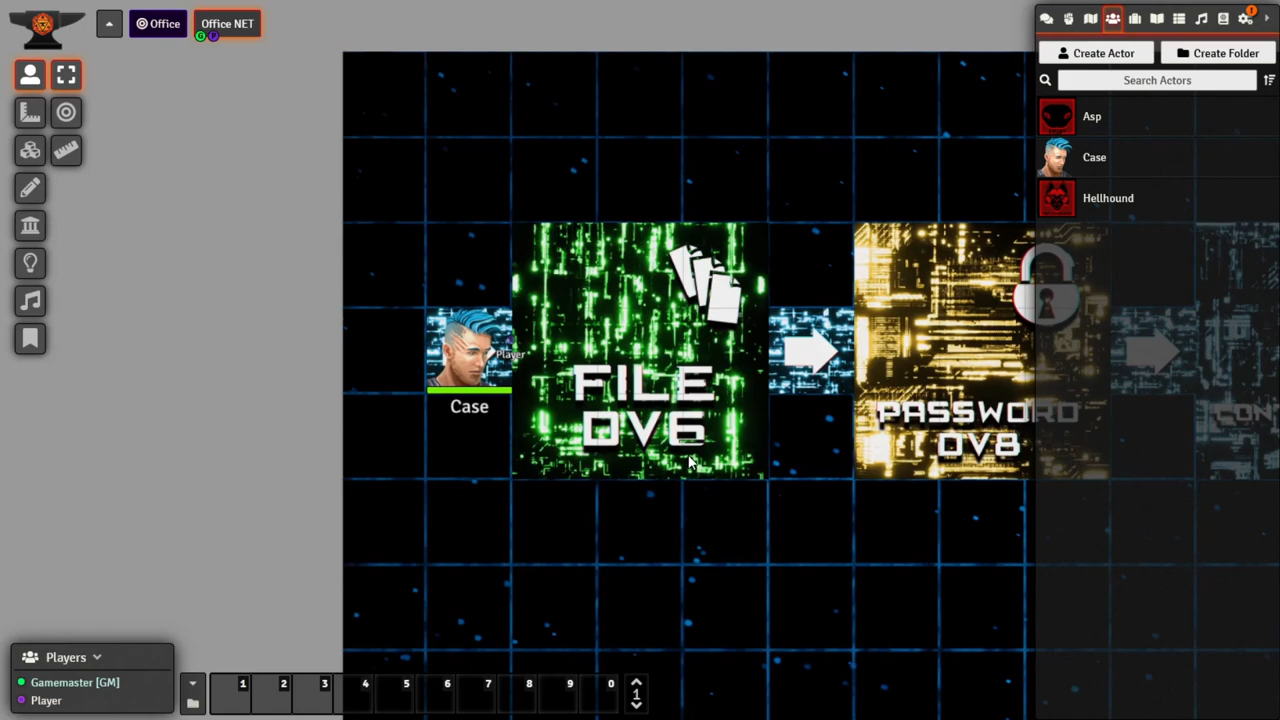 Office
Office NET
G P
Create Actor
Create Folder
Search Actors
Asp
Case
Hellhound
FILE
DV6
Player
Case
PASSWORD
DV8
CON
Players
Gamemaster [GM]
Player
1 2 3 4 5 6 7 8 9 0
1